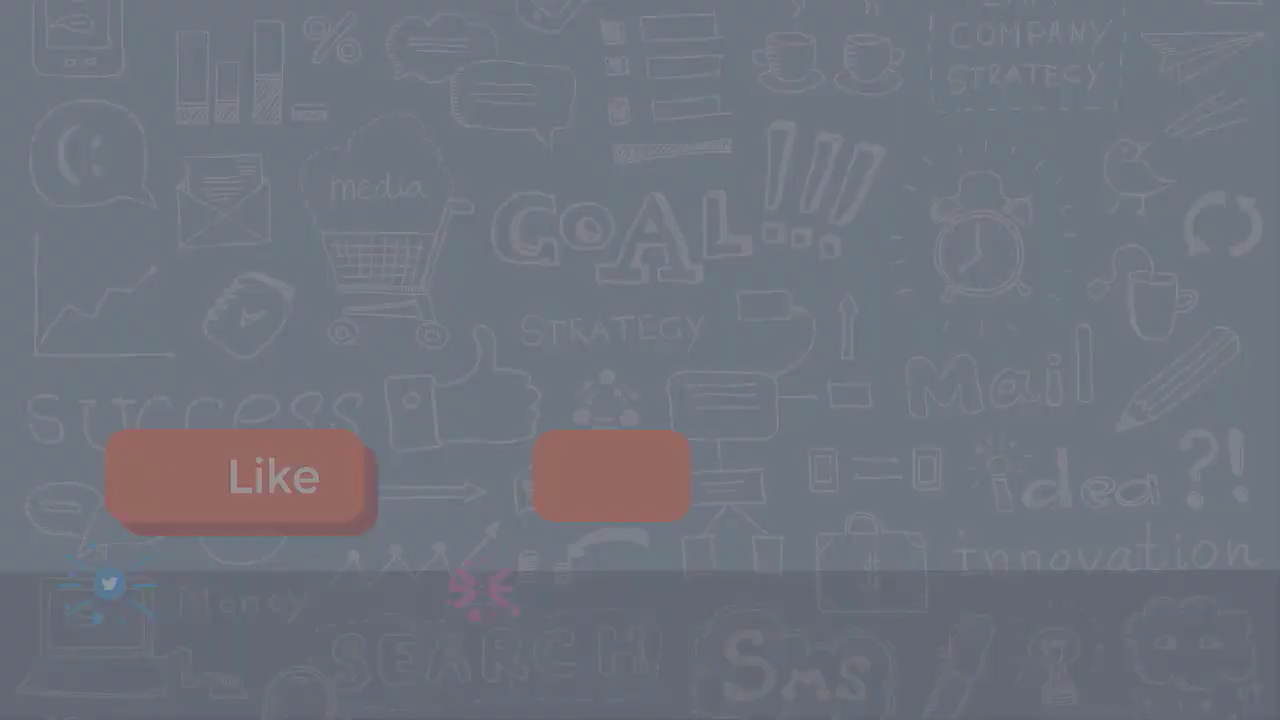 %
COMPANY
STRATEGY
media
GOAL!!!
STRATEGY
Mail
SUCCESS
Like
idea?!
Innovation
Money
SEARCH
Sms